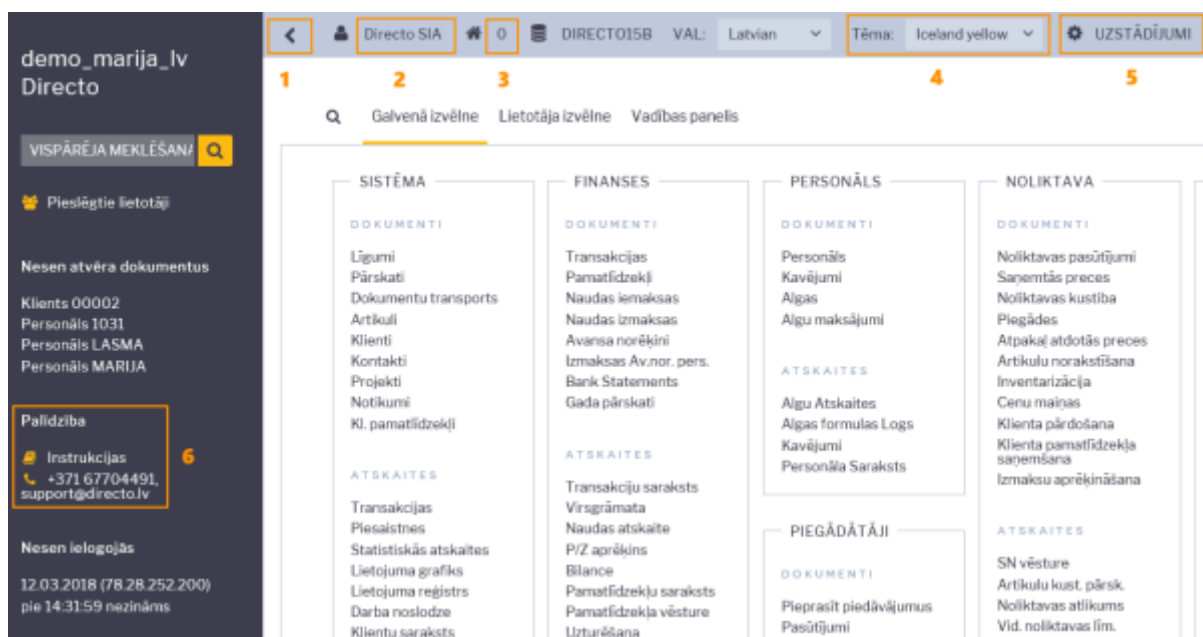 demo_marija_lv
Directo
VISPĀRĒJA MEKLĒŠANA
Pieslēgtie lietotāji
Nesen atvēra dokumentus
Klients 00002
Personāls 1031
Personāls LASMA
Personāls MARIJA
Palīdzība
Instrukcijas
6
+371 67704491,
support@directo.lv
Nesen ielogojās
12.03.2018 (78.28.252.200)
pie 14:31:59 nezināms
Directo SIA 0 DIRECTO15B VAL: Latvian Tēma: Iceland yellow UZSTĀDĪJUMI
1 2 3 4 5
Galvenā izvēlne Lietotāja izvēlne Vadības panelis
SISTĒMA
DOKUMENTI
Līgumi
Pārskati
Dokumentu transports
Artikuli
Klienti
Kontakti
Projekti
Notikumi
Kl. pamatlīdzekļi
ATSKAITES
Transakcijas
Piesaistnes
Statistiskās atskaites
Lietojuma grafiks
Lietojuma reģistrs
Darba noslodze
Klientu saraksts
FINANSES
DOKUMENTI
Transakcijas
Pamatlīdzekļi
Naudas iemaksas
Naudas izmaksas
Avansa norēķini
Izmaksas Av.nor. pers.
Bank Statements
Gada pārskati
ATSKAITES
Transakciju saraksts
Virsgrāmata
Naudas atskaite
P/Z aprēķins
Bilance
Pamatlīdzekļu saraksts
Pamatlīdzekļa vēsture
Uzturēšana
PERSONĀLS
DOKUMENTI
Personāls
Kavējumi
Algas
Algu maksājumi
ATSKAITES
Algu Atskaites
Algas formulas Logs
Kavējumi
Personāla Saraksts
PIEGĀDĀTĀJI
DOKUMENTI
Pieprasīt piedāvājumus
Pasūtījumi
NOLIKTAVA
DOKUMENTI
Noliktavas pasūtījumi
Saņemtās preces
Noliktavas kustība
Piegādes
Atpakaļ atdotās preces
Artikulu norakstīšana
Inventarizācija
Cenu maiņas
Klienta pārdošana
Klienta pamatlīdzekļa
saņemšana
Izmaksu aprēķināšana
ATSKAITES
SN vēsture
Artikulu kust. pārsk.
Noliktavas atlikums
Vid. noliktavas līm.